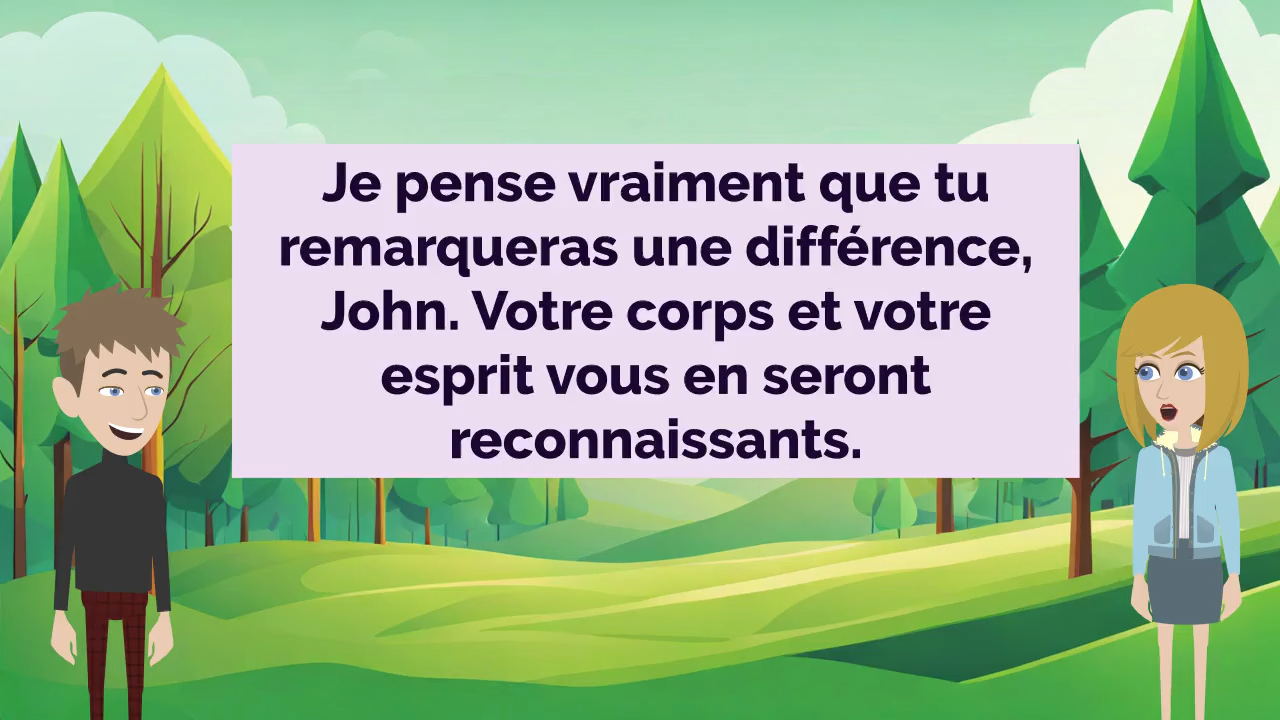 Je pense vraiment que tu
remarqueras une différence,
John. Votre corps et votre
esprit vous en seront
reconnaissants.